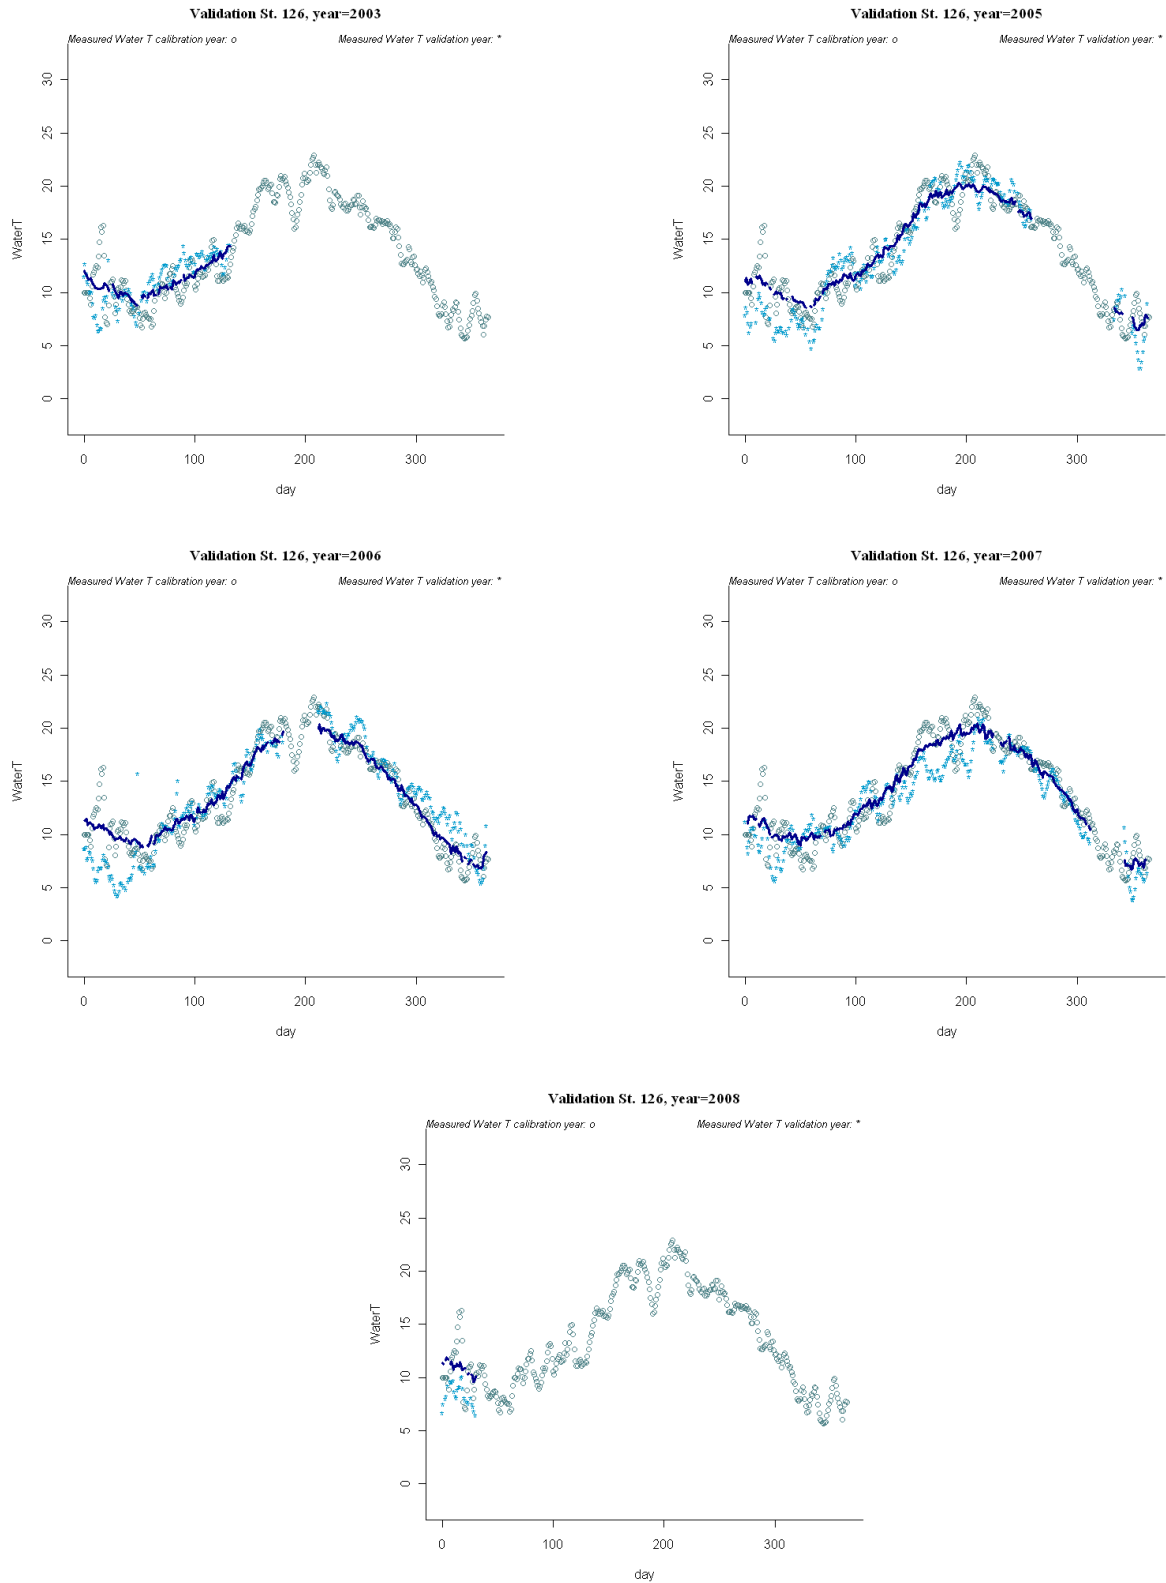 Validation St. 126, year=2003
Measured Water T calibration year: o Measured Water T validation year: *
WaterT
30
25
20
15
10
5
0
0 100 200 300
day
Validation St. 126, year=2005
Measured Water T calibration year: o Measured Water T validation year: *
WaterT
30
25
20
15
10
5
0
0 100 200 300
day
Validation St. 126, year=2006
Measured Water T calibration year: o Measured Water T validation year: *
WaterT
30
25
20
15
10
5
0
0 100 200 300
day
Validation St. 126, year=2007
Measured Water T calibration year: o Measured Water T validation year: *
WaterT
30
25
20
15
10
5
0
0 100 200 300
day
Validation St. 126, year=2008
Measured Water T calibration year: o Measured Water T validation year: *
WaterT
30
25
20
15
10
5
0
0 100 200 300
day